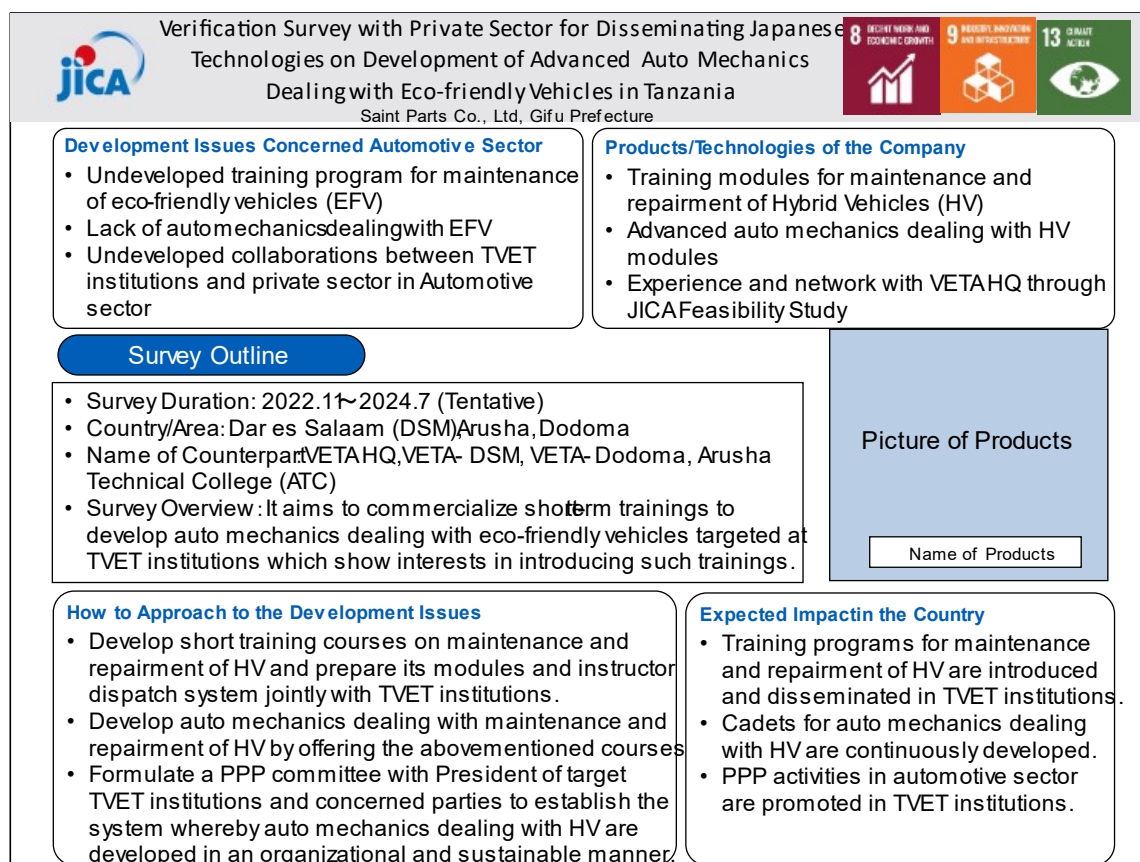 JICA
Verification Survey with Private Sector for Disseminating Japanese
Technologies on Development of Advanced Auto Mechanics
Dealing with Eco-friendly Vehicles in Tanzania
Saint Parts Co., Ltd, Gifu Prefecture
8 DECENT WORK AND
ECONOMIC GROWTH
9 INDUSTRY, INNOVATION
AND INFRASTRUCTURE
13 CLIMATE
ACTION
Development Issues Concerned Automotive Sector
• Undeveloped training program for maintenance
of eco-friendly vehicles (EFV)
• Lack of automechanics dealing with EFV
• Undeveloped collaborations between TVET
institutions and private sector in Automotive
sector
Products/Technologies of the Company
• Training modules for maintenance and
repairment of Hybrid Vehicles (HV)
• Advanced auto mechanics dealing with HV
modules
• Experience and network with VETA HQ through
JICA Feasibility Study
Survey Outline
• Survey Duration: 2022.11~2024.7 (Tentative)
• Country/Area: Dar es Salaam (DSM), Arusha, Dodoma
• Name of Counterpart: VETA HQ, VETA- DSM, VETA- Dodoma, Arusha
Technical College (ATC)
• Survey Overview: It aims to commercialize short-term trainings to
develop auto mechanics dealing with eco-friendly vehicles targeted at
TVET institutions which show interests in introducing such trainings.
Picture of Products
Name of Products
How to Approach to the Development Issues
• Develop short training courses on maintenance and
repairment of HV and prepare its modules and instructor
dispatch system jointly with TVET institutions.
• Develop auto mechanics dealing with maintenance and
repairment of HV by offering the abovementioned courses
• Formulate a PPP committee with President of target
TVET institutions and concerned parties to establish the
system whereby auto mechanics dealing with HV are
developed in an organizational and sustainable manner.
Expected Impact in the Country
• Training programs for maintenance
and repairment of HV are introduced
and disseminated in TVET institutions.
• Cadets for auto mechanics dealing
with HV are continuously developed.
• PPP activities in automotive sector
are promoted in TVET institutions.